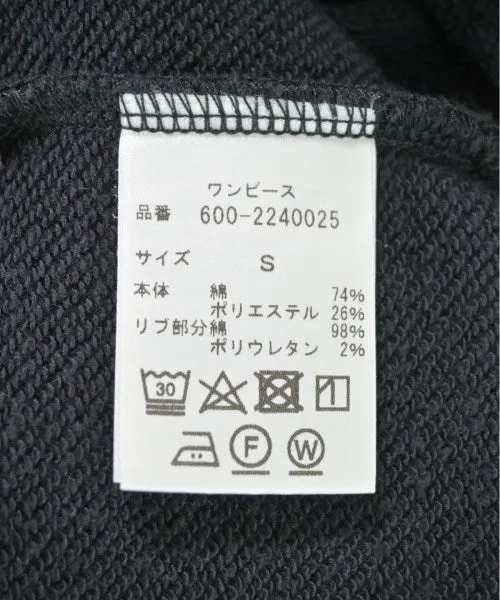 ワンピース
品番 600-2240025
サイズ S
本体 綿 74%
ポリエステル 26%
リブ部分 綿 98%
ポリウレタン 2%
30 1
F W